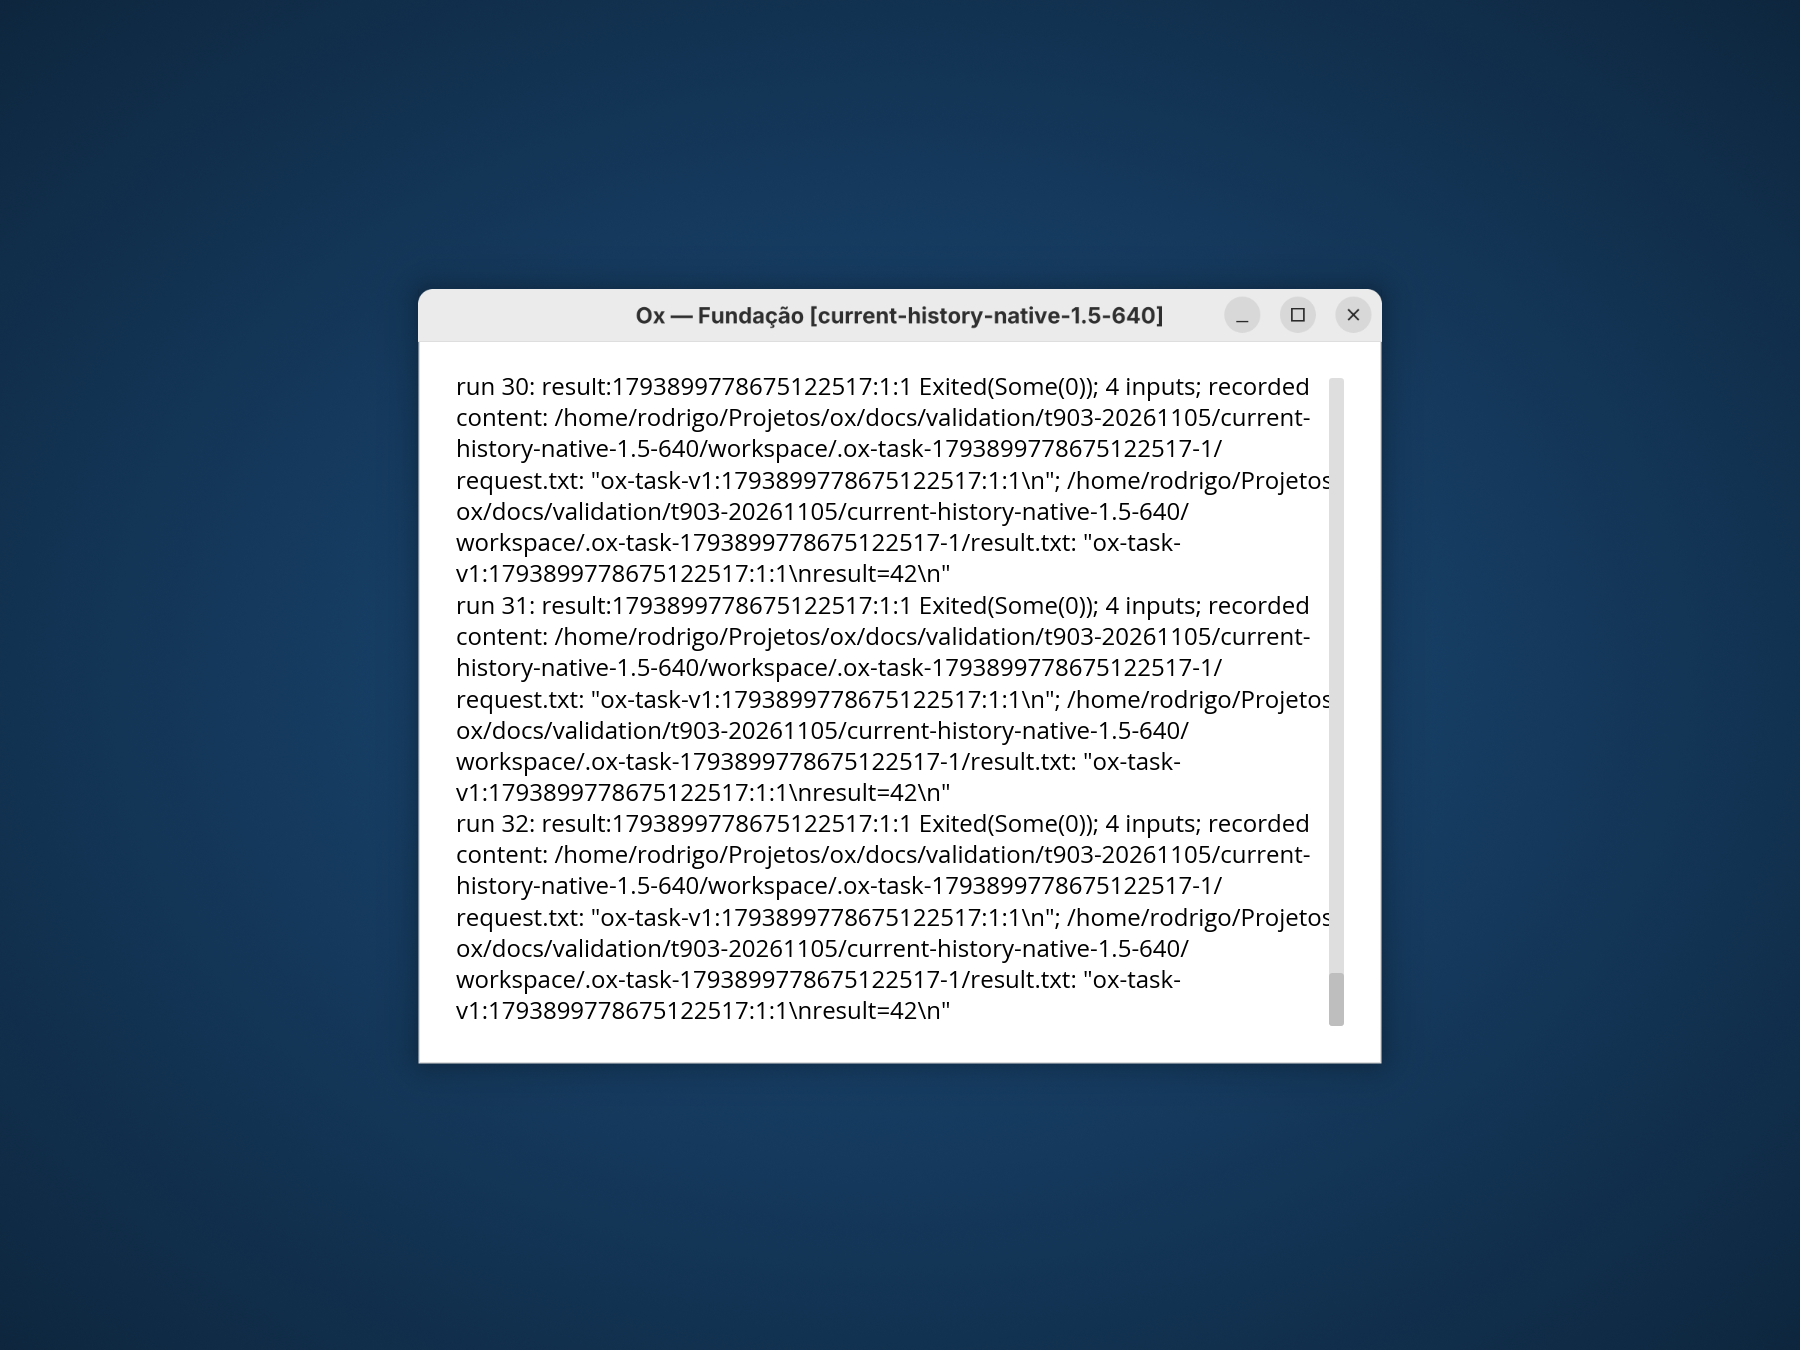 Ox — Fundação [current-history-native-1.5-640]
run 30: result:1793899778675122517:1:1 Exited(Some(0)); 4 inputs; recorded
content: /home/rodrigo/Projetos/ox/docs/validation/t903-20261105/current-
history-native-1.5-640/workspace/.ox-task-1793899778675122517-1/
request.txt: "ox-task-v1:1793899778675122517:1:1\n"; /home/rodrigo/Projetos
ox/docs/validation/t903-20261105/current-history-native-1.5-640/
workspace/.ox-task-1793899778675122517-1/result.txt: "ox-task-
v1:1793899778675122517:1:1\nresult=42\n"
run 31: result:1793899778675122517:1:1 Exited(Some(0)); 4 inputs; recorded
content: /home/rodrigo/Projetos/ox/docs/validation/t903-20261105/current-
history-native-1.5-640/workspace/.ox-task-1793899778675122517-1/
request.txt: "ox-task-v1:1793899778675122517:1:1\n"; /home/rodrigo/Projetos
ox/docs/validation/t903-20261105/current-history-native-1.5-640/
workspace/.ox-task-1793899778675122517-1/result.txt: "ox-task-
v1:1793899778675122517:1:1\nresult=42\n"
run 32: result:1793899778675122517:1:1 Exited(Some(0)); 4 inputs; recorded
content: /home/rodrigo/Projetos/ox/docs/validation/t903-20261105/current-
history-native-1.5-640/workspace/.ox-task-1793899778675122517-1/
request.txt: "ox-task-v1:1793899778675122517:1:1\n"; /home/rodrigo/Projetos
ox/docs/validation/t903-20261105/current-history-native-1.5-640/
workspace/.ox-task-1793899778675122517-1/result.txt: "ox-task-
v1:1793899778675122517:1:1\nresult=42\n"